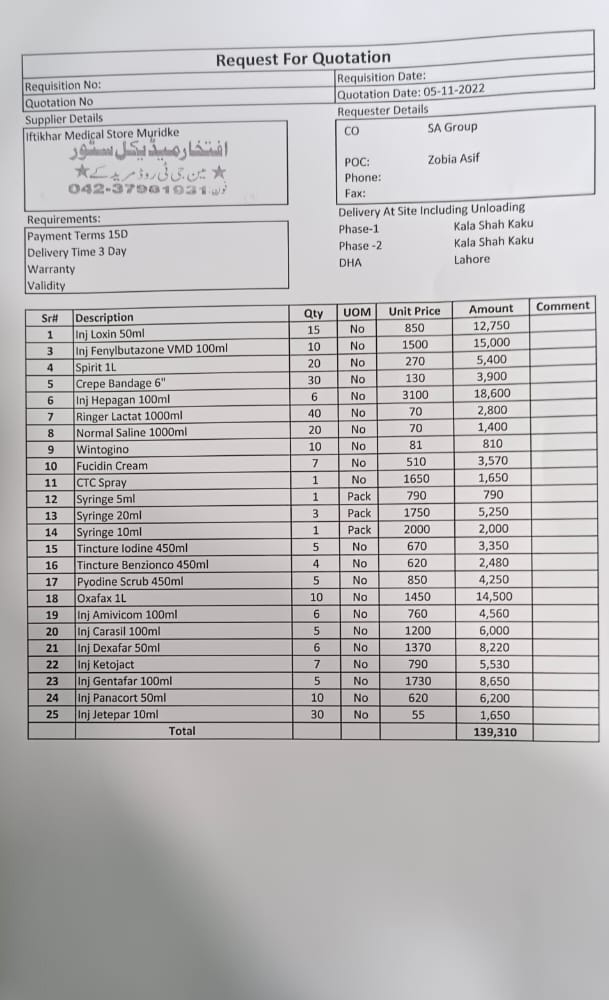 Request For Quotation
Requisition No:
Requisition Date:
Quotation No
Quotation Date: 05-11-2022
Supplier Details
Requester Details
Iftikhar Medical Store Muridke
افتخار میڈیکل سٹور
مین جی ٹی روڈ مریدکے
فون 042-37981931
CO SA Group
POC: Zobia Asif
Phone:
Fax:
Requirements:
Payment Terms 15D
Delivery Time 3 Day
Warranty
Validity
Delivery At Site Including Unloading
Phase-1 Kala Shah Kaku
Phase -2 Kala Shah Kaku
DHA Lahore
Sr# Description Qty UOM Unit Price Amount Comment
1 Inj Loxin 50ml 15 No 850 12,750
3 Inj Fenylbutazone VMD 100ml 10 No 1500 15,000
4 Spirit 1L 20 No 270 5,400
5 Crepe Bandage 6" 30 No 130 3,900
6 Inj Hepagan 100ml 6 No 3100 18,600
7 Ringer Lactat 1000ml 40 No 70 2,800
8 Normal Saline 1000ml 20 No 70 1,400
9 Wintogino 10 No 81 810
10 Fucidin Cream 7 No 510 3,570
11 CTC Spray 1 No 1650 1,650
12 Syringe 5ml 1 Pack 790 790
13 Syringe 20ml 3 Pack 1750 5,250
14 Syringe 10ml 1 Pack 2000 2,000
15 Tincture Iodine 450ml 5 No 670 3,350
16 Tincture Benzionco 450ml 4 No 620 2,480
17 Pyodine Scrub 450ml 5 No 850 4,250
18 Oxafax 1L 10 No 1450 14,500
19 Inj Amivicom 100ml 6 No 760 4,560
20 Inj Carasil 100ml 5 No 1200 6,000
21 Inj Dexafar 50ml 6 No 1370 8,220
22 Inj Ketojact 7 No 790 5,530
23 Inj Gentafar 100ml 5 No 1730 8,650
24 Inj Panacort 50ml 10 No 620 6,200
25 Inj Jetepar 10ml 30 No 55 1,650
Total 139,310